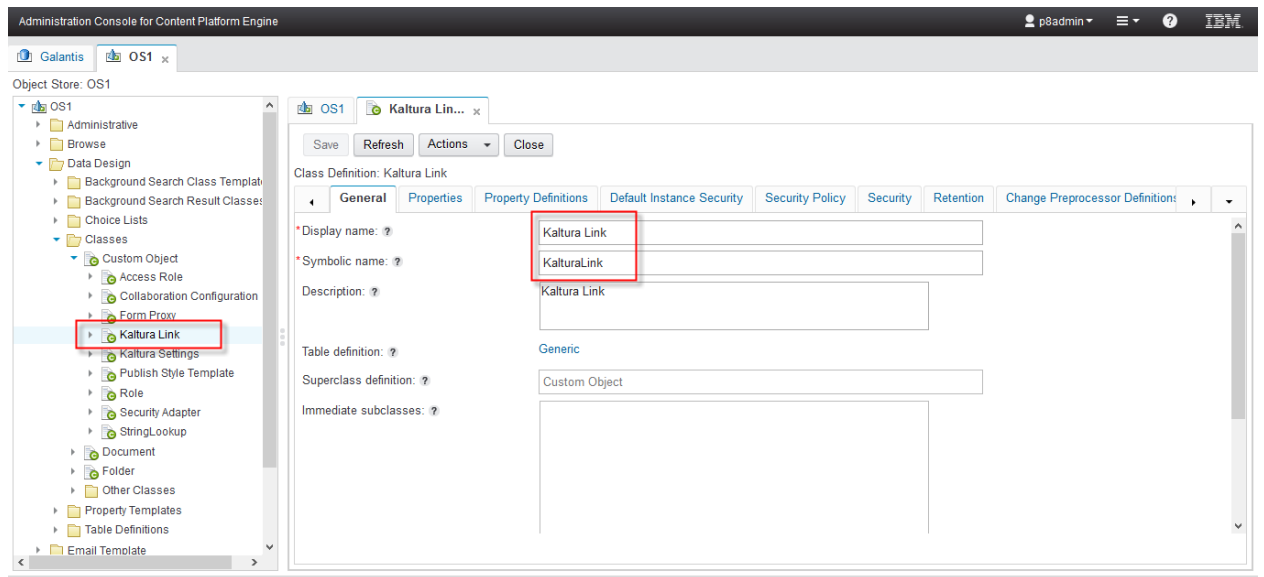 Administration Console for Content Platform Engine
p8admin
IBM
Galantis
OS1
Object Store: OS1
OS1
Administrative
Browse
Data Design
Background Search Class Templat
Background Search Result Classes
Choice Lists
Classes
Custom Object
Access Role
Collaboration Configuration
Form Proxy
Kaltura Link
Kaltura Settings
Publish Style Template
Role
Security Adapter
StringLookup
Document
Folder
Other Classes
Property Templates
Table Definitions
Email Template
OS1
Kaltura Lin...
Save Refresh Actions Close
Class Definition: Kaltura Link
General Properties Property Definitions Default Instance Security Security Policy Security Retention Change Preprocessor Definitions
*Display name: ? Kaltura Link
*Symbolic name: ? KalturaLink
Description: ? Kaltura Link
Table definition: ? Generic
Superclass definition: ? Custom Object
Immediate subclasses: ?